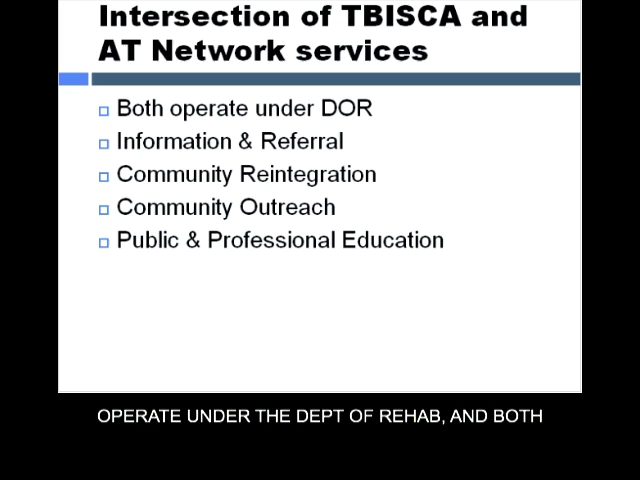 Intersection of TBISCA and
AT Network services
Both operate under DOR
Information & Referral
Community Reintegration
Community Outreach
Public & Professional Education
OPERATE UNDER THE DEPT OF REHAB, AND BOTH